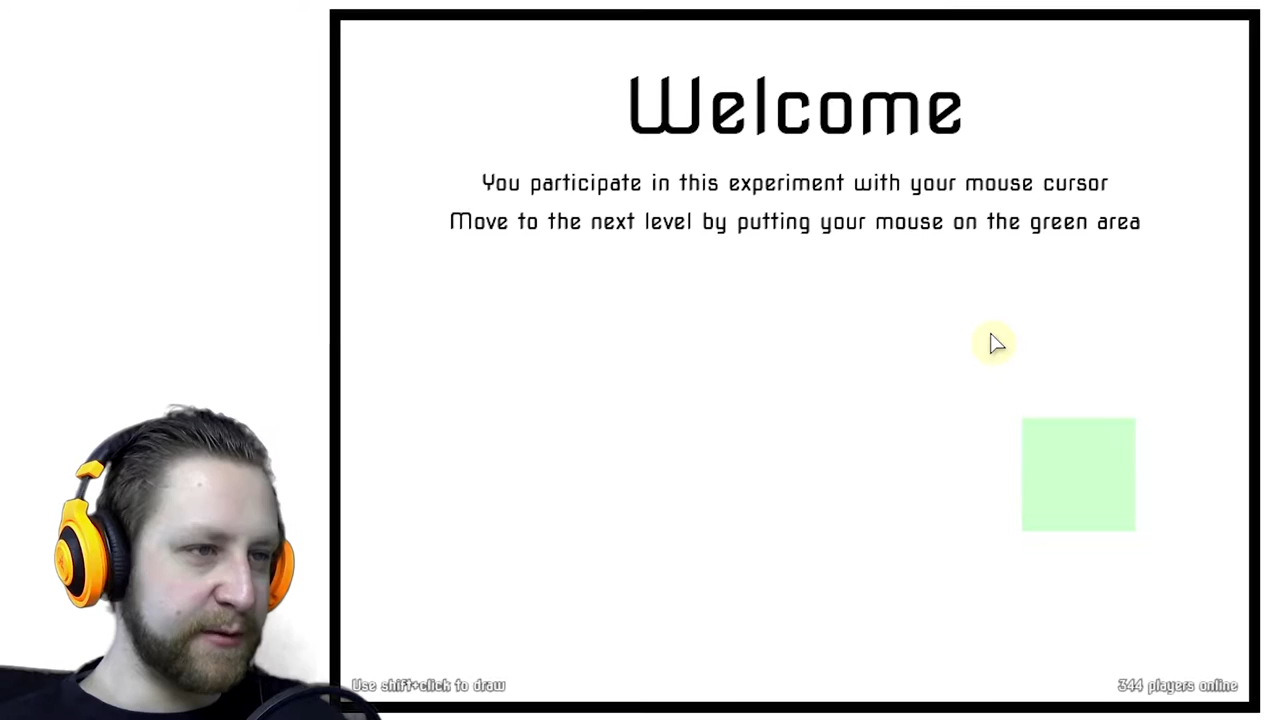 Welcome
You participate in this experiment with your mouse cursor
Move to the next level by putting your mouse on the green area
Use shift+click to draw
344 players online